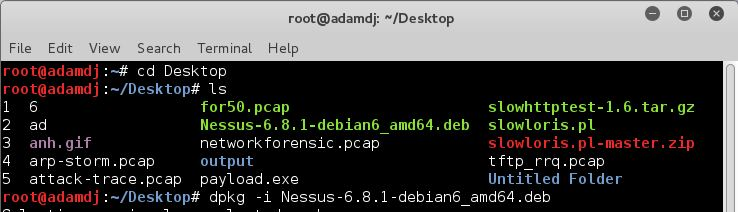 root@adamdj: ~/Desktop
File Edit View Search Terminal Help
root@adamdj:~# cd Desktop
root@adamdj:~/Desktop# ls
1 6 for50.pcap slowhttptest-1.6.tar.gz
2 ad Nessus-6.8.1-debian6_amd64.deb slowloris.pl
3 anh.gif networkforensic.pcap slowloris.pl-master.zip
4 arp-storm.pcap output tftp_rrq.pcap
5 attack-trace.pcap payload.exe Untitled Folder
root@adamdj:~/Desktop# dpkg -i Nessus-6.8.1-debian6_amd64.deb